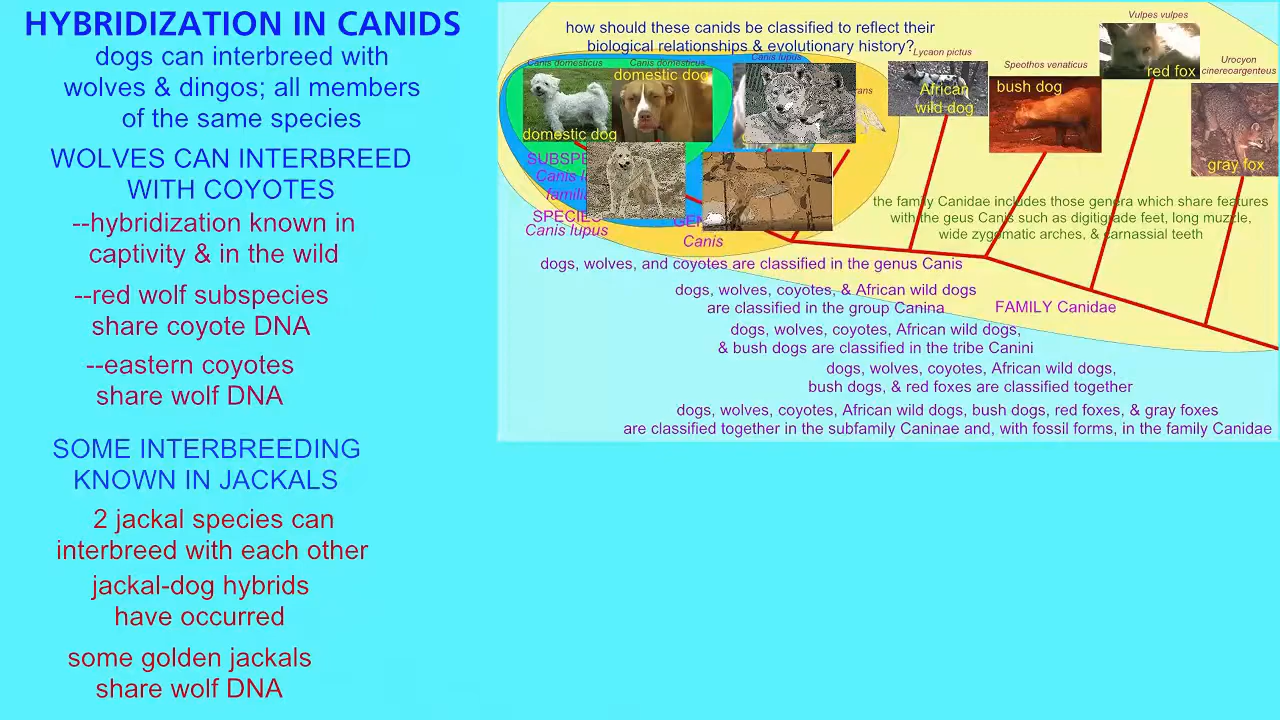 HYBRIDIZATION IN CANIDS
dogs can interbreed with
wolves & dingos; all members
of the same species
WOLVES CAN INTERBREED
WITH COYOTES
--hybridization known in
captivity & in the wild
--red wolf subspecies
share coyote DNA
--eastern coyotes
share wolf DNA
SOME INTERBREEDING
KNOWN IN JACKALS
2 jackal species can
interbreed with each other
jackal-dog hybrids
have occurred
some golden jackals
share wolf DNA
how should these canids be classified to reflect their
biological relationships & evolutionary history?
Canis domesticus
Canis domesticus
Canis lupus
Lycaon pictus
Speothos venaticus
Vulpes vulpes
Urocyon
cinereoargenteus
domestic dog
domestic dog
African
wild dog
bush dog
red fox
gray fox
SUBSPE
Canis l
famili
SPECIES
Canis lupus
GEN
Canis
the family Canidae includes those genera which share features
with the geus Canis such as digitigrade feet, long muzzle,
wide zygomatic arches, & carnassial teeth
dogs, wolves, and coyotes are classified in the genus Canis
dogs, wolves, coyotes, & African wild dogs
are classified in the group Canina
FAMILY Canidae
dogs, wolves, coyotes, African wild dogs,
& bush dogs are classified in the tribe Canini
dogs, wolves, coyotes, African wild dogs,
bush dogs, & red foxes are classified together
dogs, wolves, coyotes, African wild dogs, bush dogs, red foxes, & gray foxes
are classified together in the subfamily Caninae and, with fossil forms, in the family Canidae